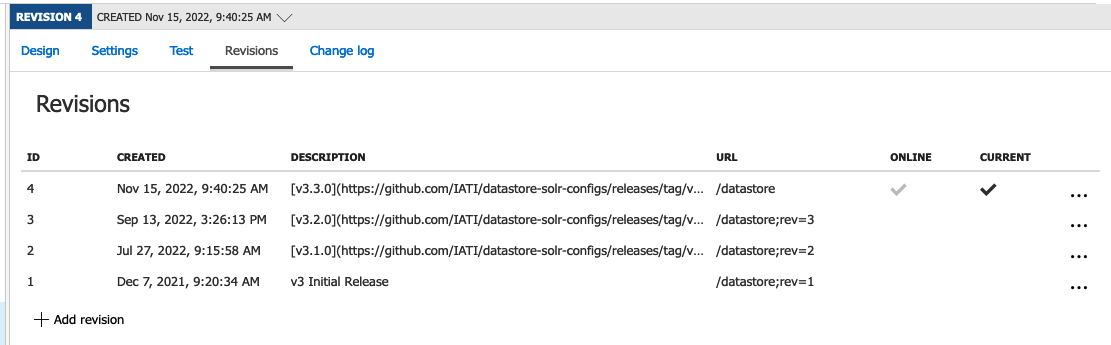 REVISION 4 CREATED Nov 15, 2022, 9:40:25 AM
Design Settings Test Revisions Change log
Revisions
ID CREATED DESCRIPTION URL ONLINE CURRENT
4 Nov 15, 2022, 9:40:25 AM [v3.3.0](https://github.com/IATI/datastore-solr-configs/releases/tag/v... /datastore
3 Sep 13, 2022, 3:26:13 PM [v3.2.0](https://github.com/IATI/datastore-solr-configs/releases/tag/v... /datastore;rev=3
2 Jul 27, 2022, 9:15:58 AM [v3.1.0](https://github.com/IATI/datastore-solr-configs/releases/tag/v... /datastore;rev=2
1 Dec 7, 2021, 9:20:34 AM v3 Initial Release /datastore;rev=1
Add revision